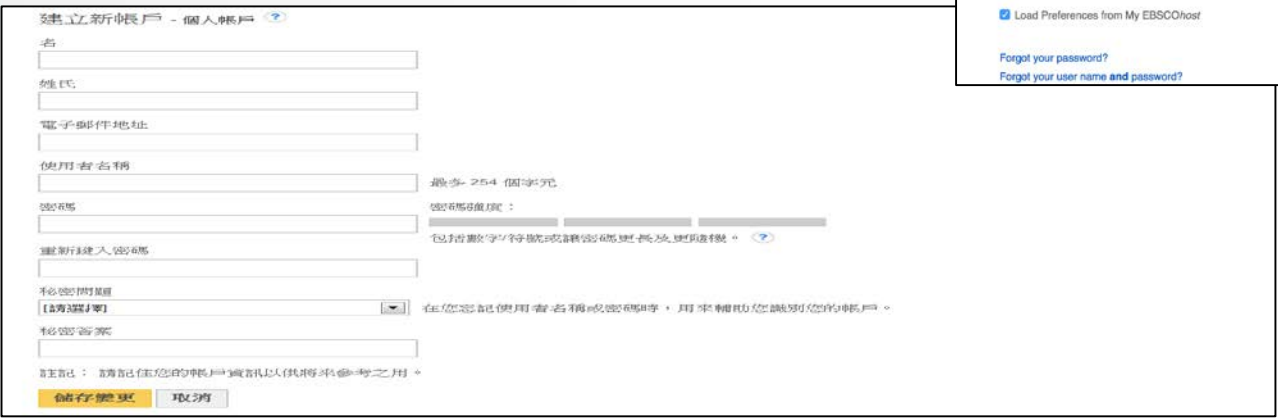 Load Preferences from My EBSCOhost
Forgot your password?
Forgot your user name and password?
建立新帳戶 - 個人帳戶 ?
名
姓氏
電子郵件地址
使用者名稱
最多 254 個字元
密碼
密碼強度：
包括數字/符號或讓密碼更長及更隨機。 ?
重新鍵入密碼
秘密問題
[請選擇]
在您忘記使用者名稱或密碼時，用來輔助您識別您的帳戶。
秘密答案
註記： 請記住您的帳戶資訊以供將來參考之用。
儲存變更 取消